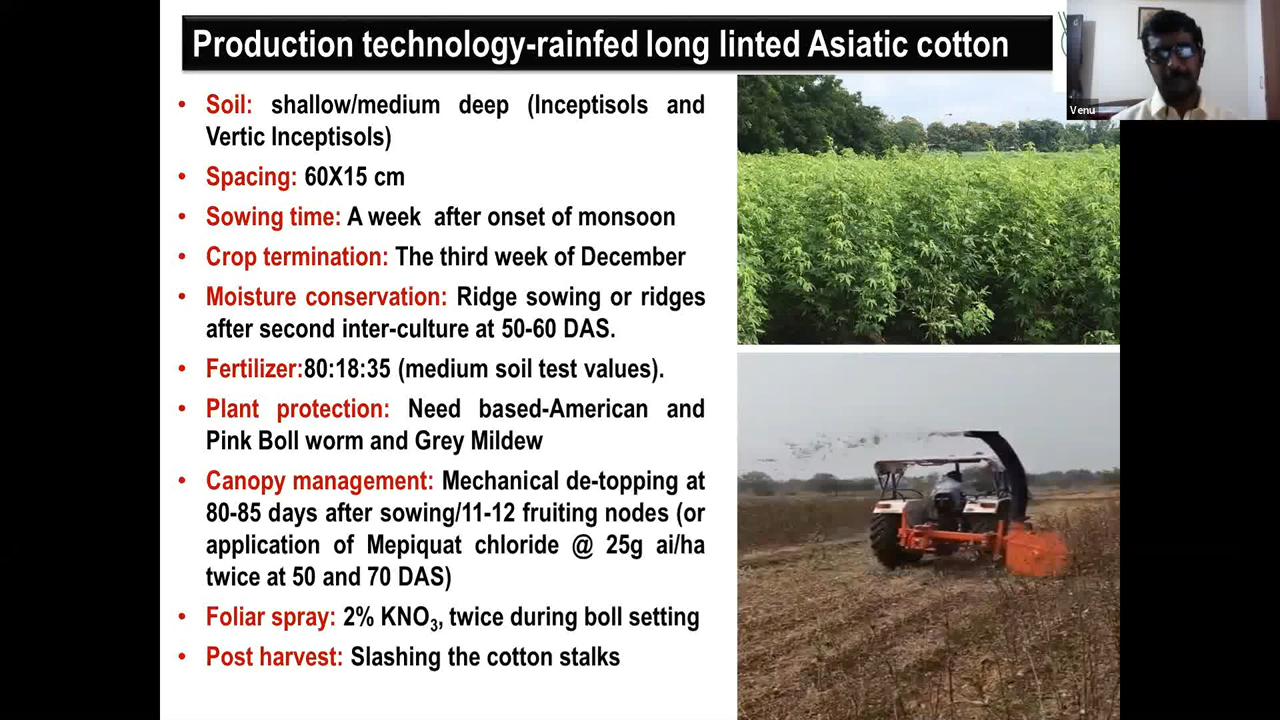 Production technology-rainfed long linted Asiatic cotton
Venu
• Soil: shallow/medium deep (Inceptisols and
Vertic Inceptisols)
• Spacing: 60X15 cm
• Sowing time: A week after onset of monsoon
• Crop termination: The third week of December
• Moisture conservation: Ridge sowing or ridges
after second inter-culture at 50-60 DAS.
• Fertilizer:80:18:35 (medium soil test values).
• Plant protection: Need based-American and
Pink Boll worm and Grey Mildew
• Canopy management: Mechanical de-topping at
80-85 days after sowing/11-12 fruiting nodes (or
application of Mepiquat chloride @ 25g ai/ha
twice at 50 and 70 DAS)
• Foliar spray: 2% KNO₃, twice during boll setting
• Post harvest: Slashing the cotton stalks